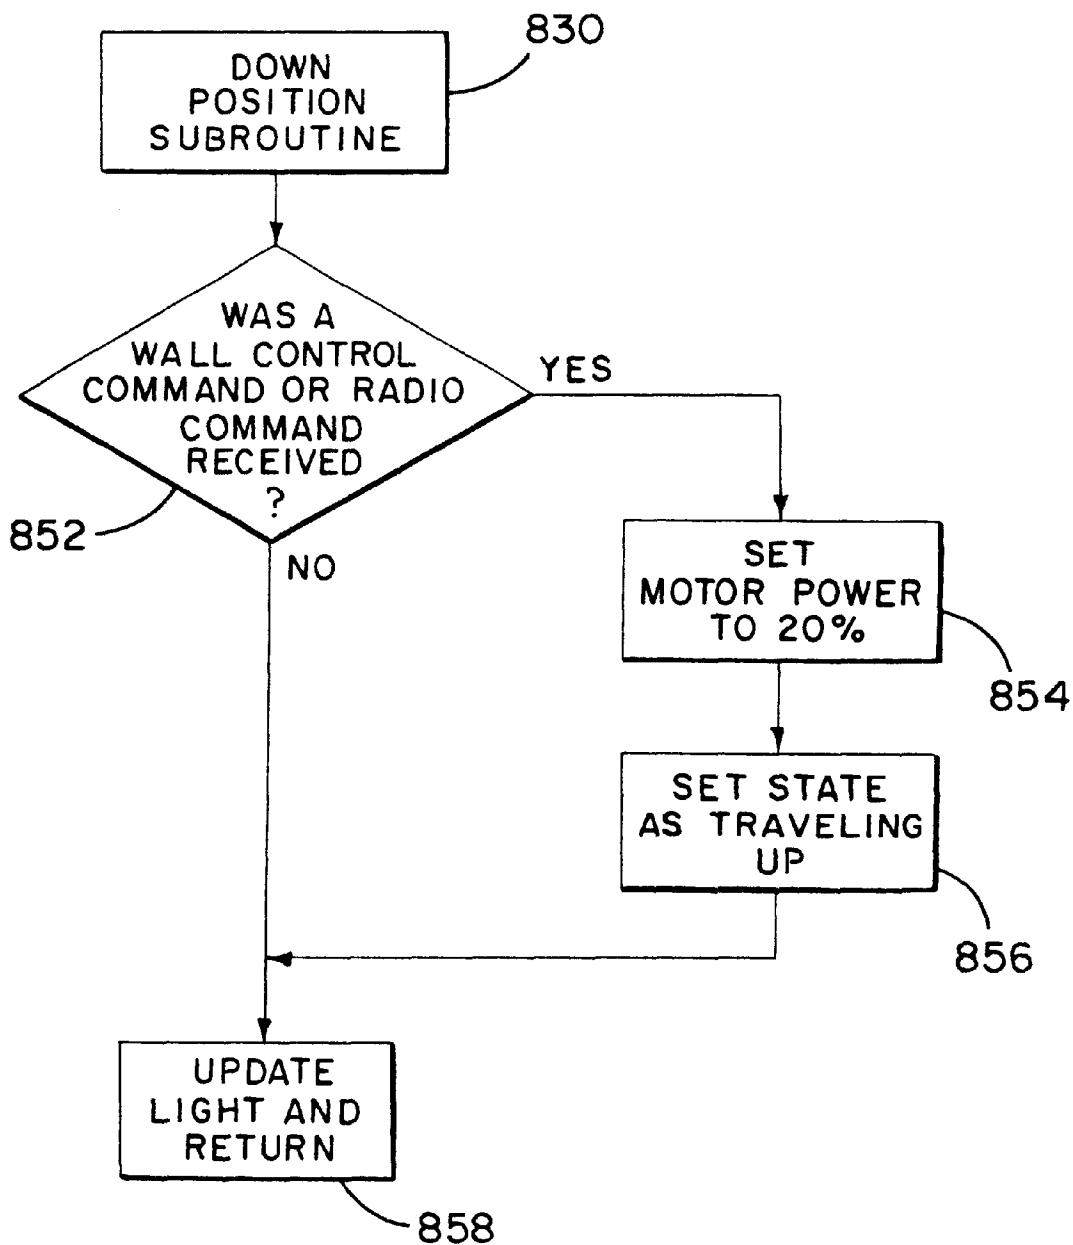 830
DOWN
POSITION
SUBROUTINE
WAS A
WALL CONTROL
COMMAND OR RADIO
COMMAND
RECEIVED
?
YES
852
NO
SET
MOTOR POWER
TO 20%
854
SET STATE
AS TRAVELING
UP
856
UPDATE
LIGHT AND
RETURN
858